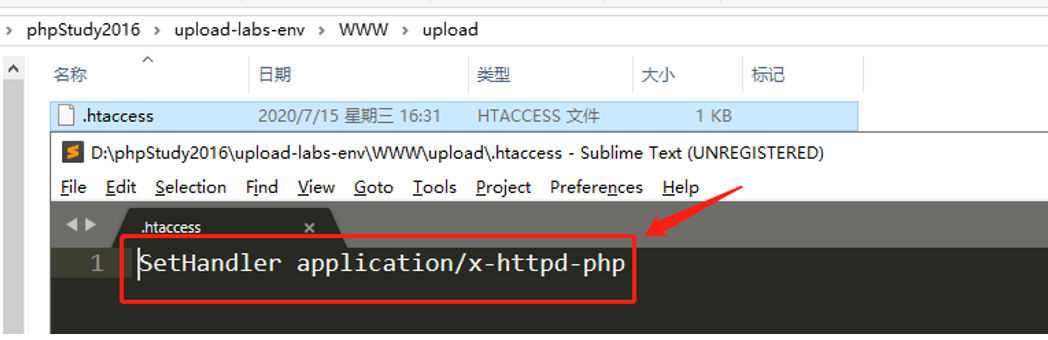 phpStudy2016 > upload-labs-env > WWW > upload
名称 日期 类型 大小 标记
.htaccess 2020/7/15 星期三 16:31 HTACCESS 文件 1 KB
D:\phpStudy2016\upload-labs-env\WWW\upload\.htaccess - Sublime Text (UNREGISTERED)
File Edit Selection Find View Goto Tools Project Preferences Help
.htaccess ×
1 SetHandler application/x-httpd-php